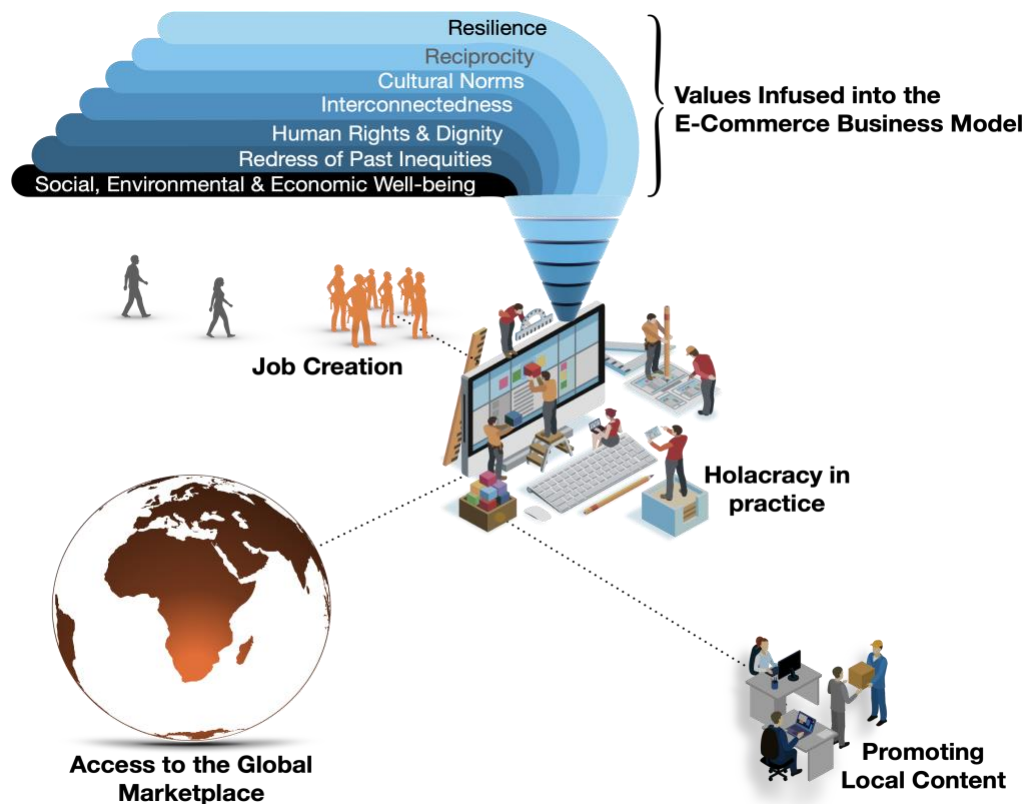 Resilience
Reciprocity
Cultural Norms
Interconnectedness
Human Rights & Dignity
Redress of Past Inequities
Social, Environmental & Economic Well-being
Values Infused into the
E-Commerce Business Model
Job Creation
Holacracy in
practice
Access to the Global
Marketplace
Promoting
Local Content